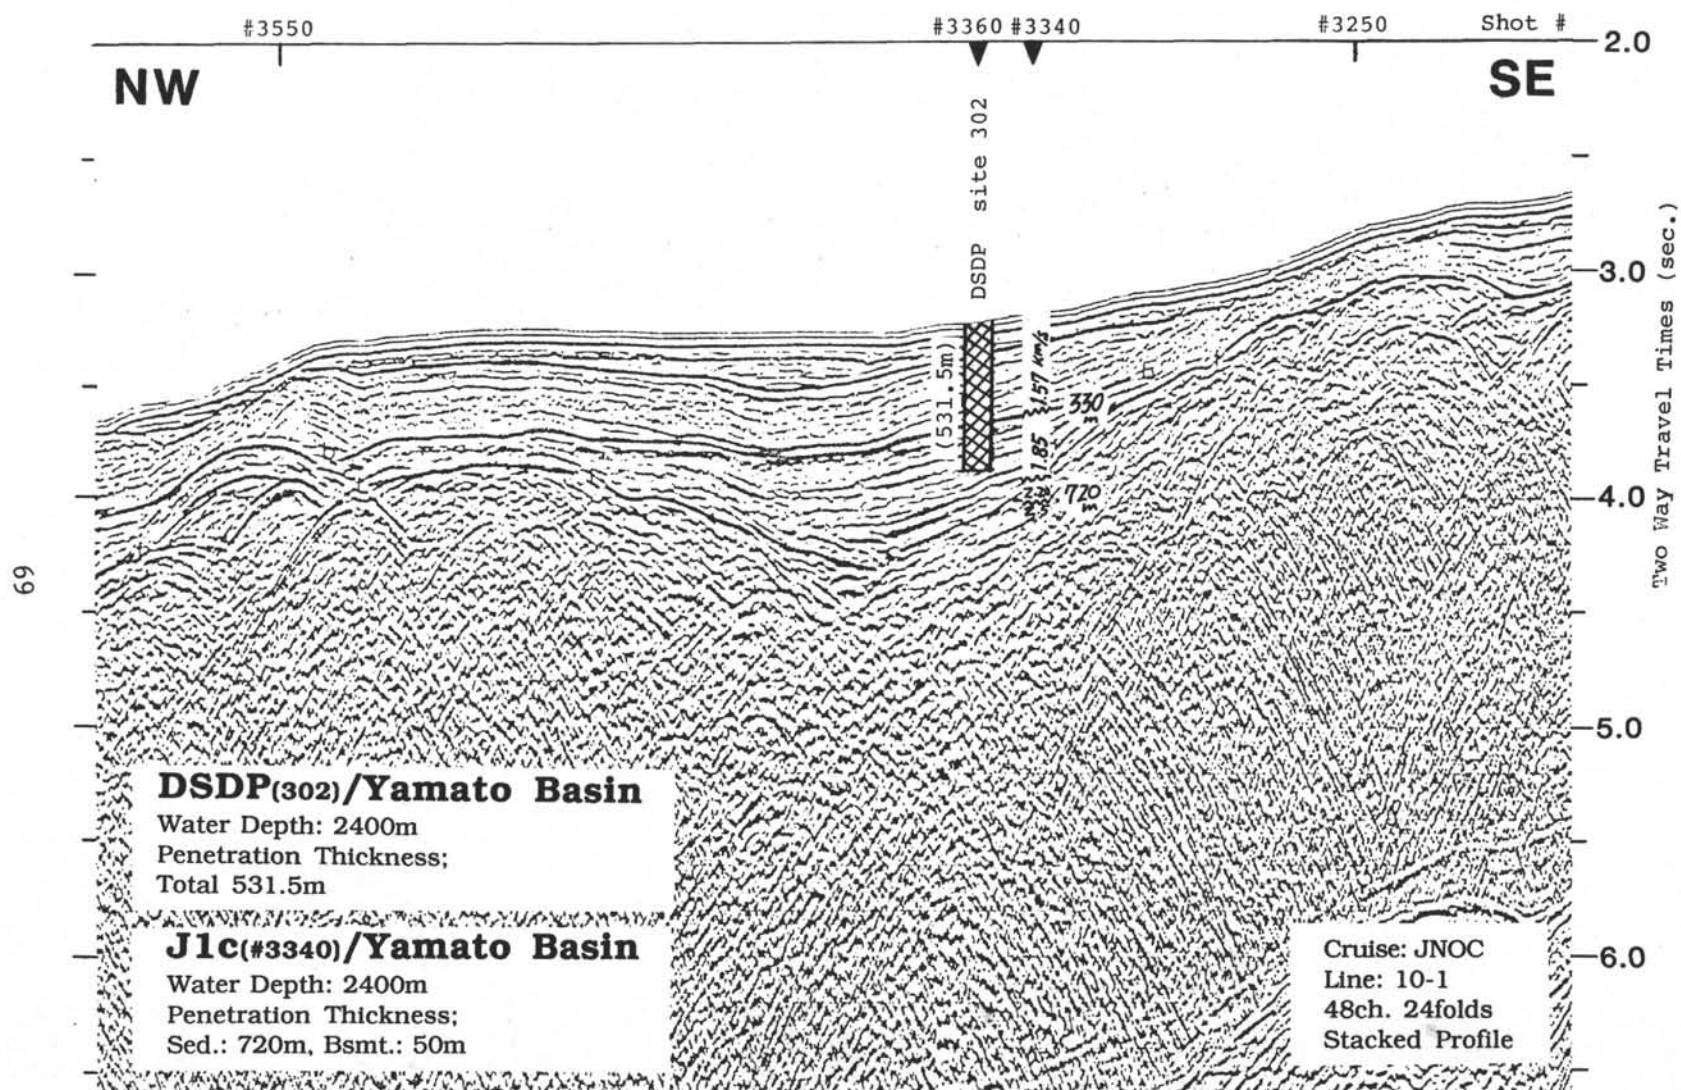 #3550 #3360 #3340 #3250 Shot #
2.0
NW
SE
DSDP site 302
3.0
Two Way Travel Times (sec.)
(531.5m)
1.57 km/s
330
m
1.85
720
m
4.0
69
5.0
DSDP(302)/Yamato Basin
Water Depth: 2400m
Penetration Thickness;
Total 531.5m
J1c(#3340)/Yamato Basin
Water Depth: 2400m
Penetration Thickness;
Sed.: 720m, Bsmt.: 50m
Cruise: JNOC
Line: 10-1
48ch. 24folds
Stacked Profile
6.0